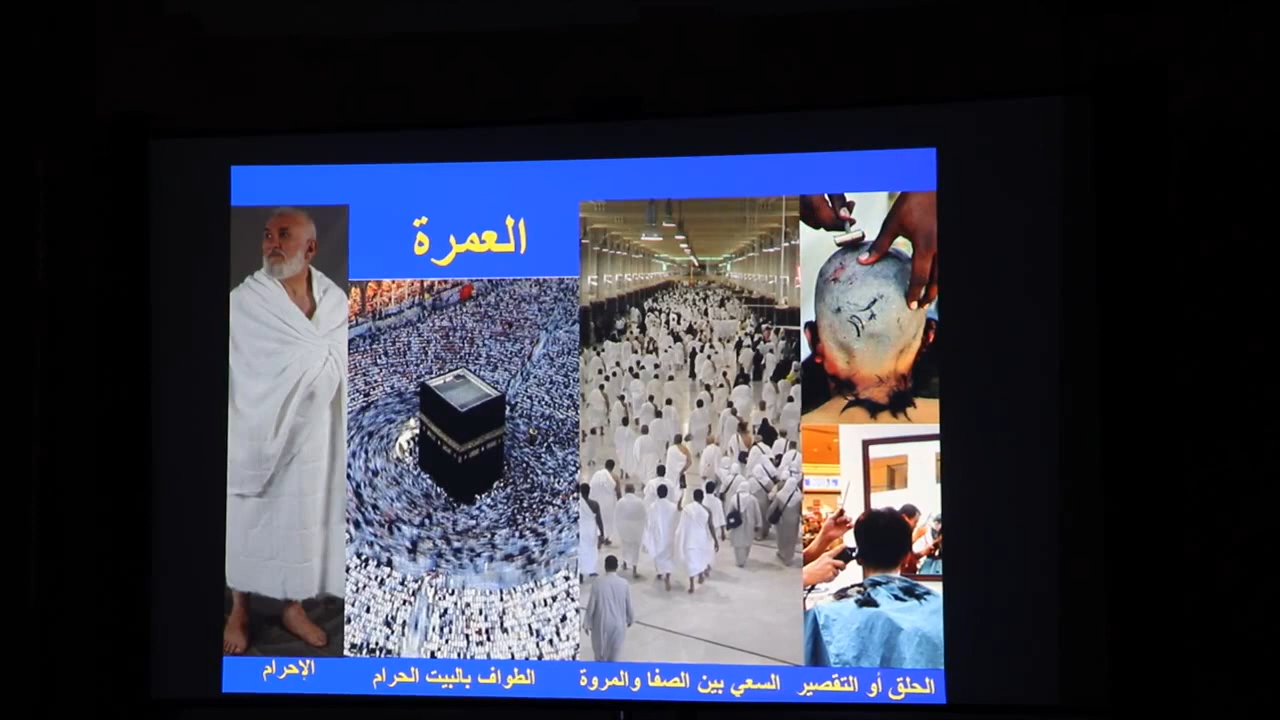 العمرة
الإحرام
الطواف بالبيت الحرام
السعي بين الصفا والمروة
الحلق أو التقصير